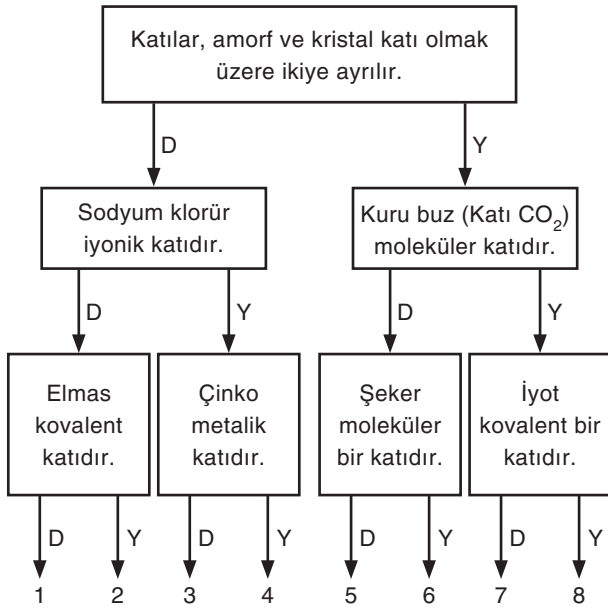 Katılar, amorf ve kristal katı olmak
üzere ikiye ayrılır.
D
Y
Sodyum klorür
iyonik katıdır.
Kuru buz (Katı CO₂)
moleküler katıdır.
D
Y
D
Y
Elmas
kovalent
katıdır.
Çinko
metalik
katıdır.
Şeker
moleküler
bir katıdır.
İyot
kovalent bir
katıdır.
D
Y
D
Y
D
Y
D
Y
1
2
3
4
5
6
7
8